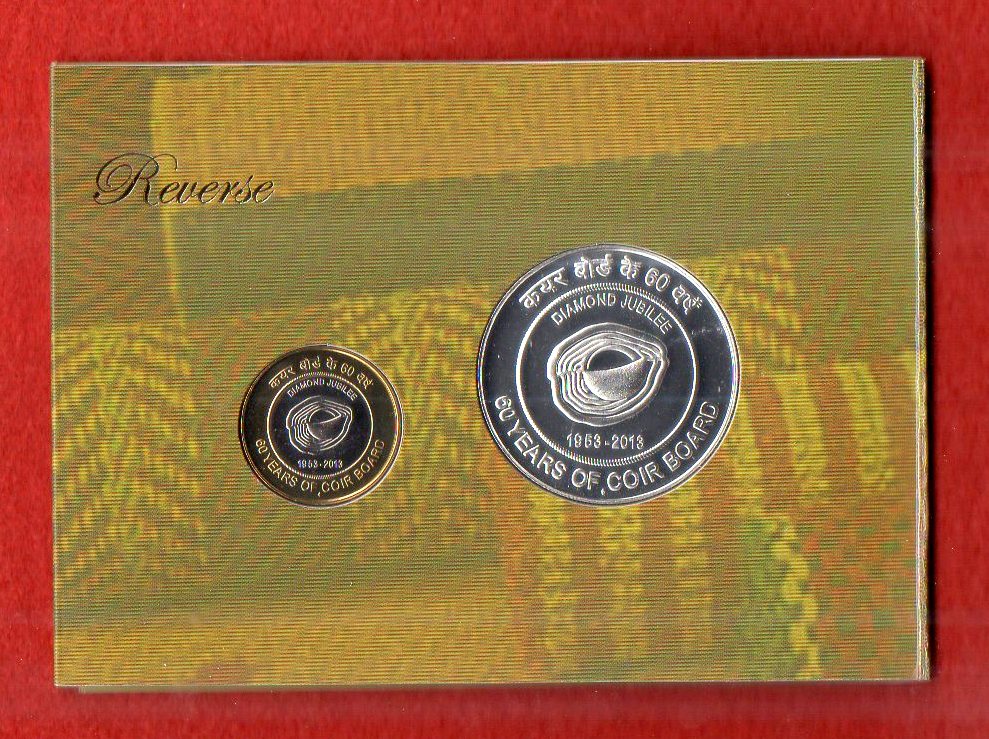 Reverse
कयर बोर्ड के 60 वर्ष
DIAMOND JUBILEE
1953-2013
60 YEARS OF COIR BOARD
कयर बोर्ड के 60 वर्ष
DIAMOND JUBILEE
1953-2013
60 YEARS OF COIR BOARD